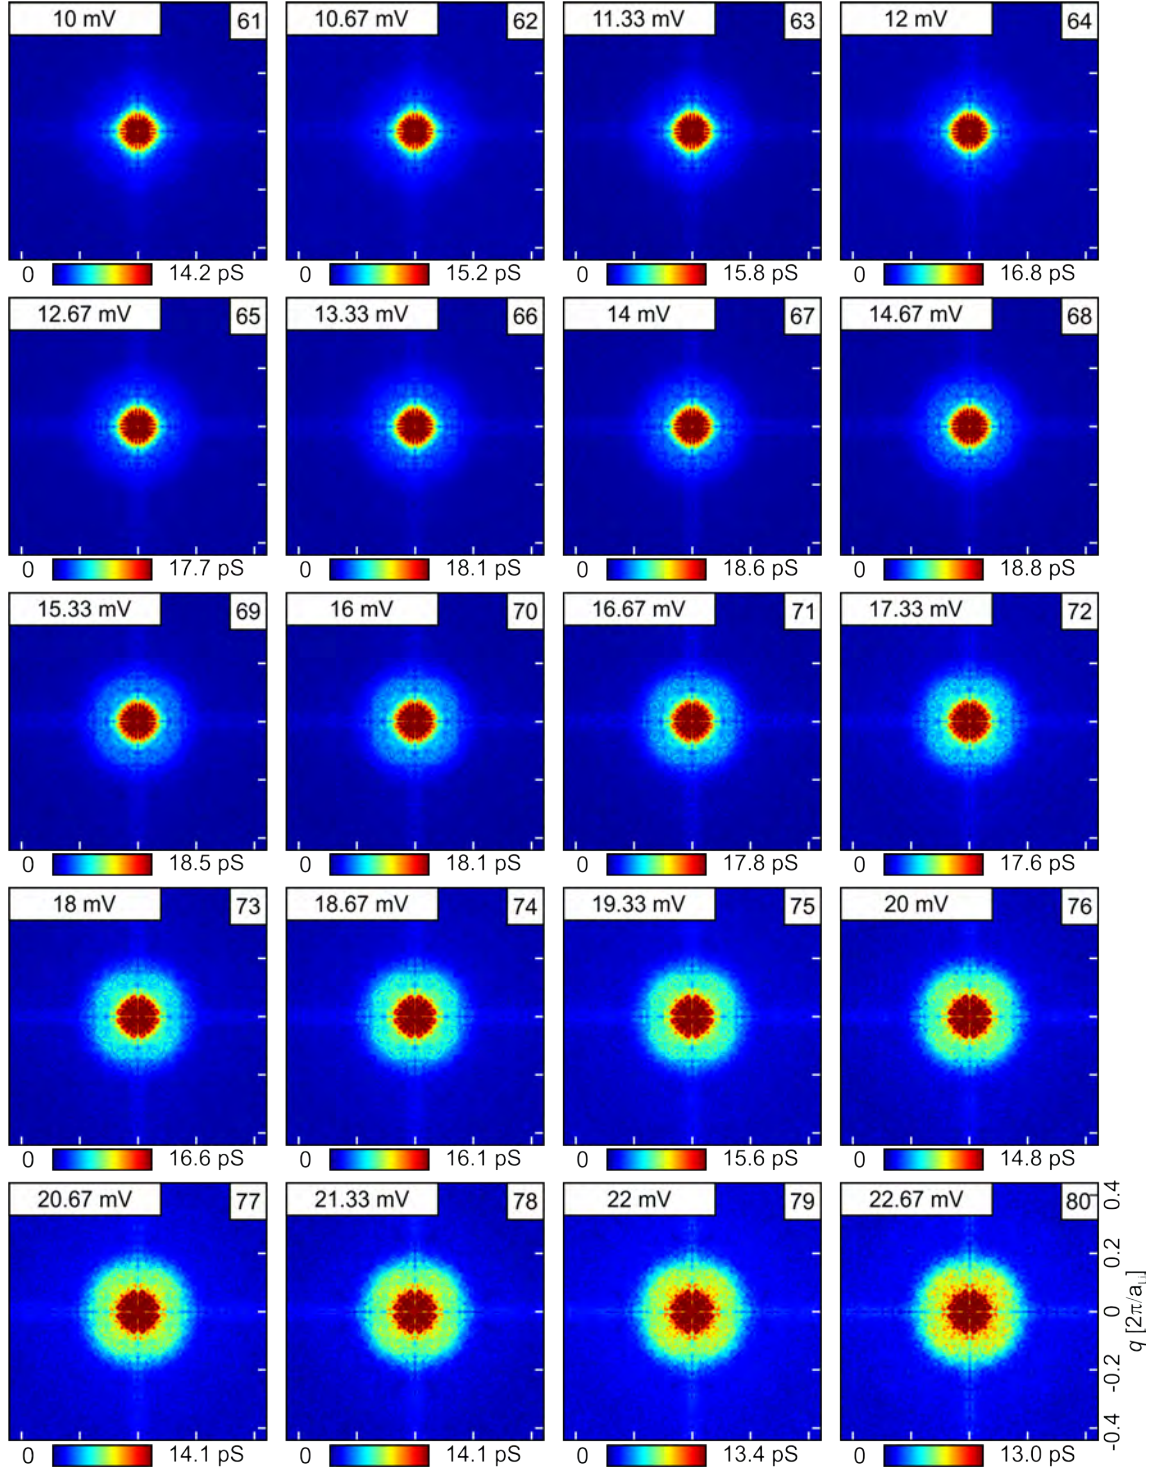 10 mV 61 10.67 mV 62 11.33 mV 63 12 mV 64
0 14.2 pS 0 15.2 pS 0 15.8 pS 0 16.8 pS
12.67 mV 65 13.33 mV 66 14 mV 67 14.67 mV 68
0 17.7 pS 0 18.1 pS 0 18.6 pS 0 18.8 pS
15.33 mV 69 16 mV 70 16.67 mV 71 17.33 mV 72
0 18.5 pS 0 18.1 pS 0 17.8 pS 0 17.6 pS
18 mV 73 18.67 mV 74 19.33 mV 75 20 mV 76
0 16.6 pS 0 16.1 pS 0 15.6 pS 0 14.8 pS
20.67 mV 77 21.33 mV 78 22 mV 79 22.67 mV 80
0 14.1 pS 0 14.1 pS 0 13.4 pS 0 13.0 pS
-0.4 -0.2 0 0.2 0.4
q [2π/a